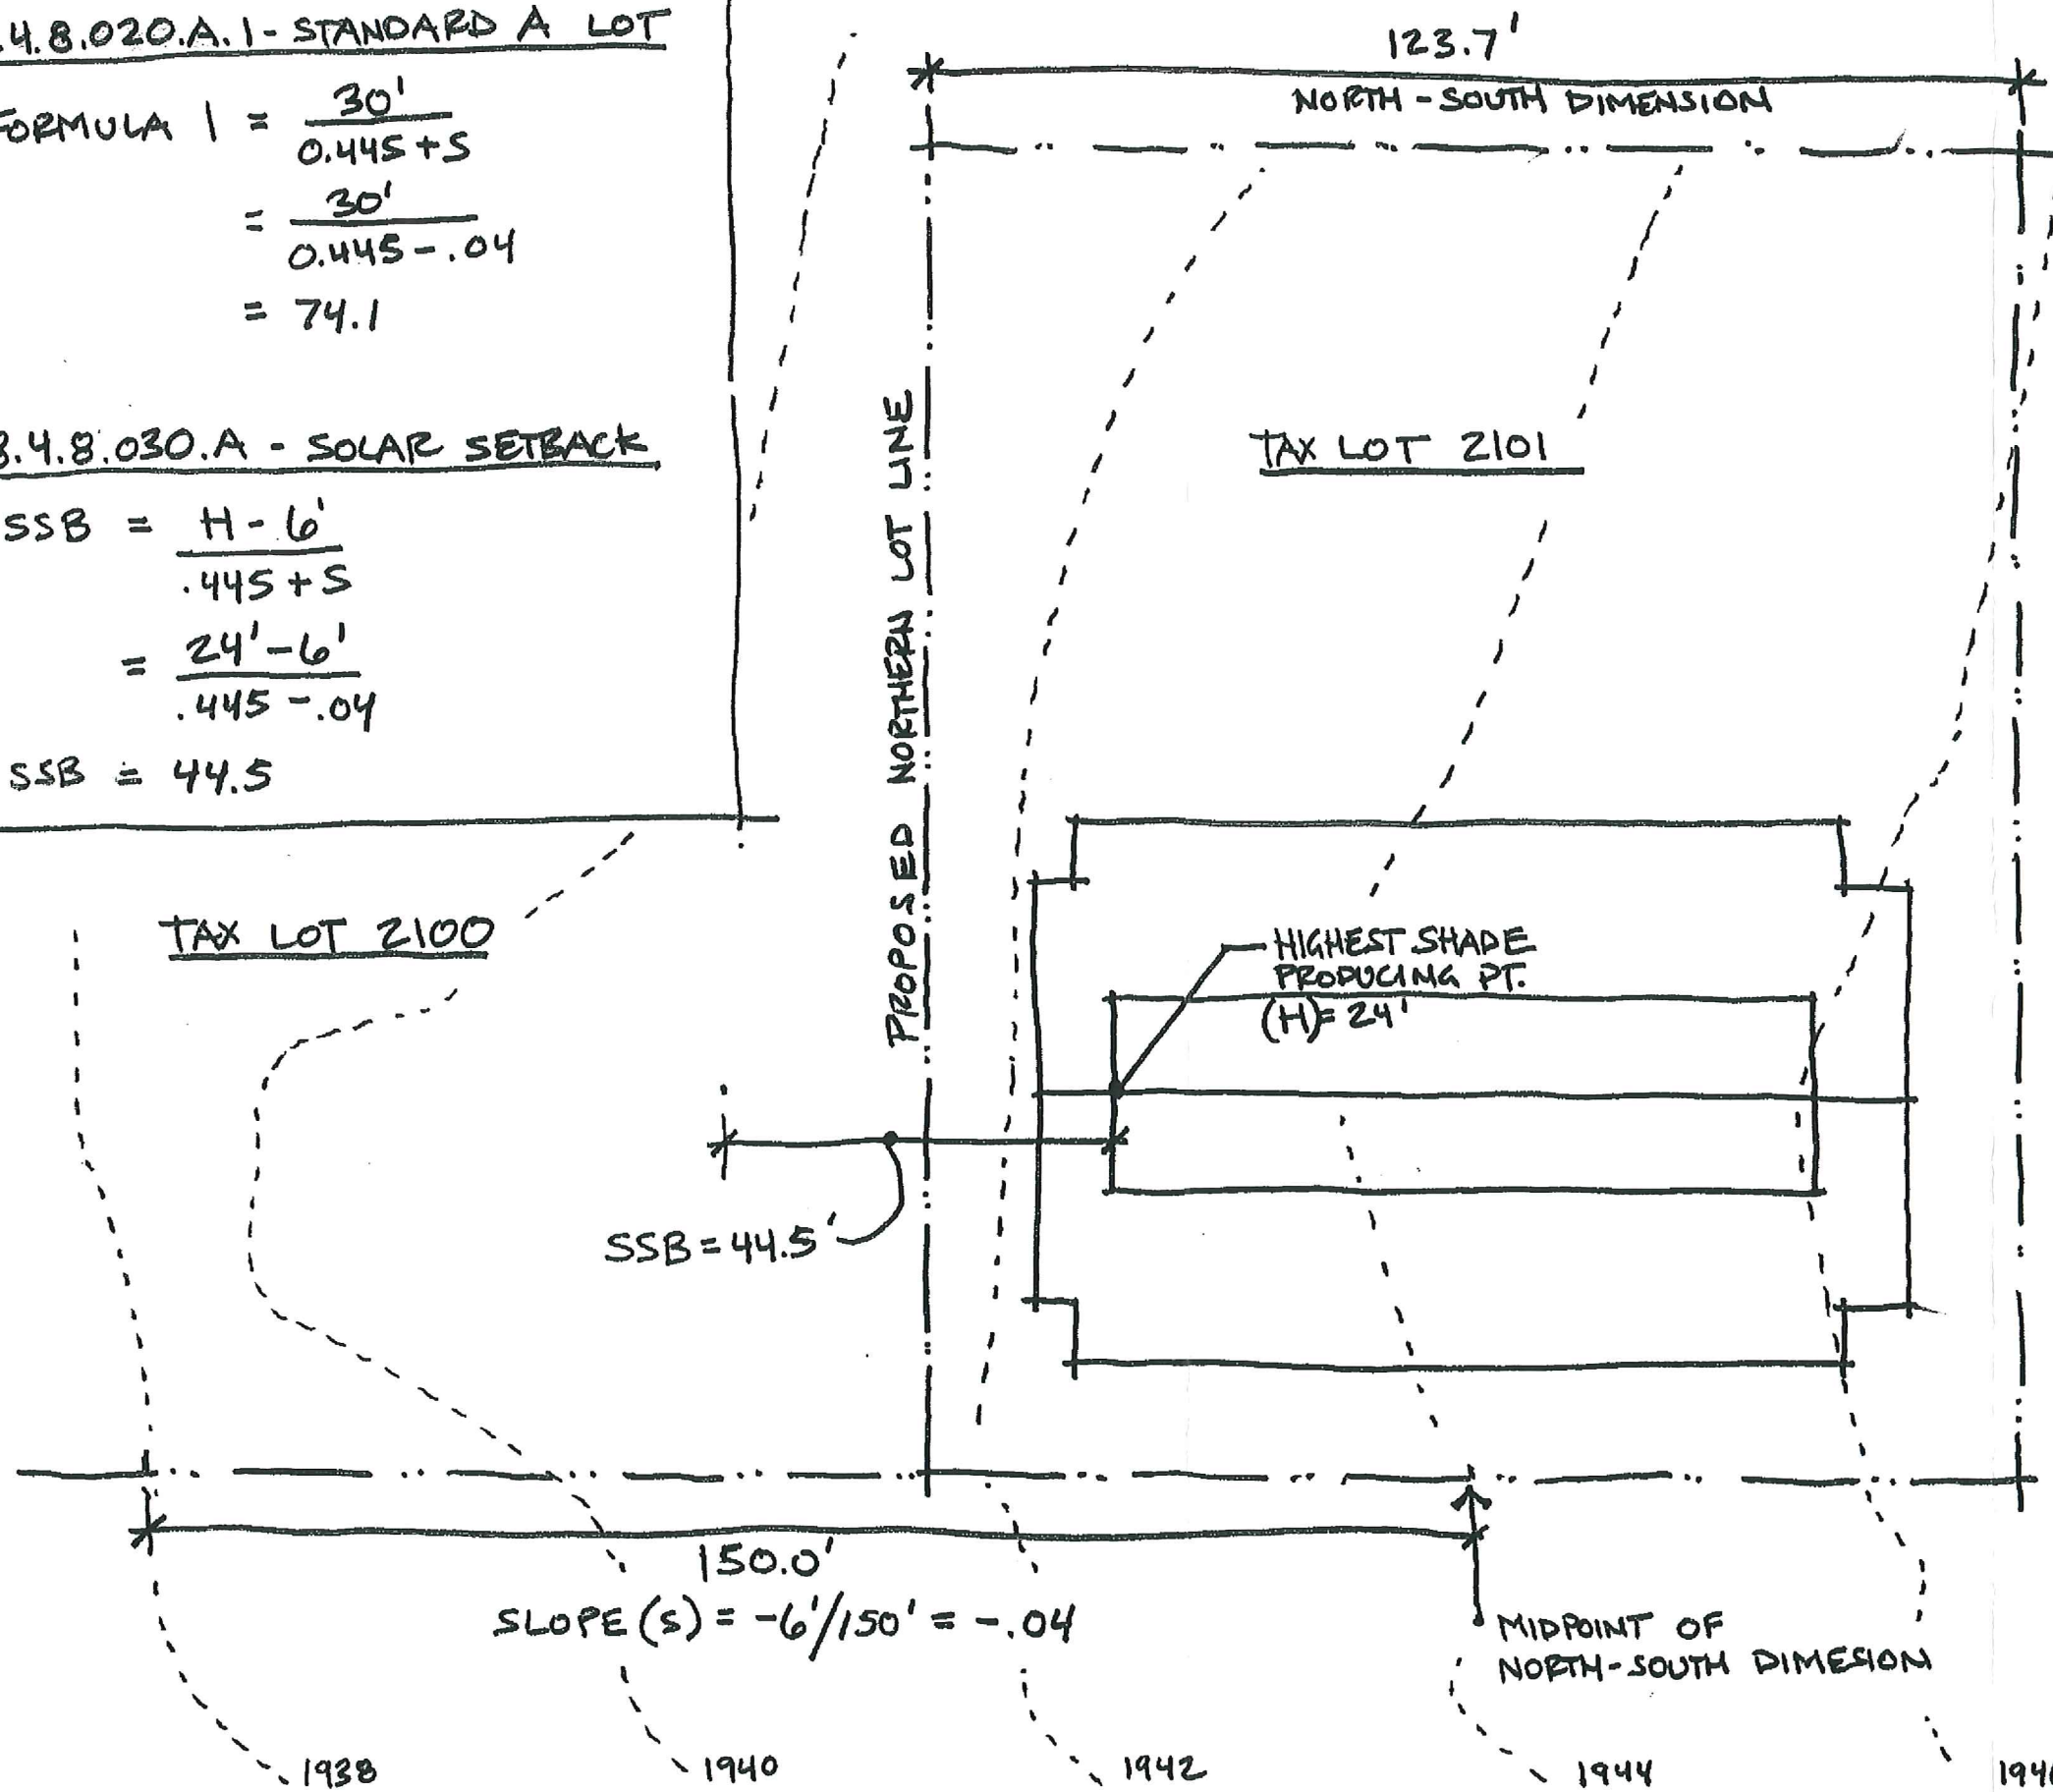 .4.8.020.A.1 - STANDARD A LOT
FORMULA 1 = 30' / 0.445 + S
= 30' / 0.445 - .04
= 74.1
3.4.8.030.A - SOLAR SETBACK
SSB = H - 6' / .445 + S
= 24' - 6' / .445 - .04
SSB = 44.5
123.7'
NORTH - SOUTH DIMENSION
PROPOSED NORTHERN LOT LINE
TAX LOT 2101
TAX LOT 2100
HIGHEST SHADE
PRODUCING PT.
(H) = 24'
SSB = 44.5'
150.0'
SLOPE (S) = -6'/150' = -.04
MIDPOINT OF
NORTH - SOUTH DIMESION
1938
1940
1942
1944